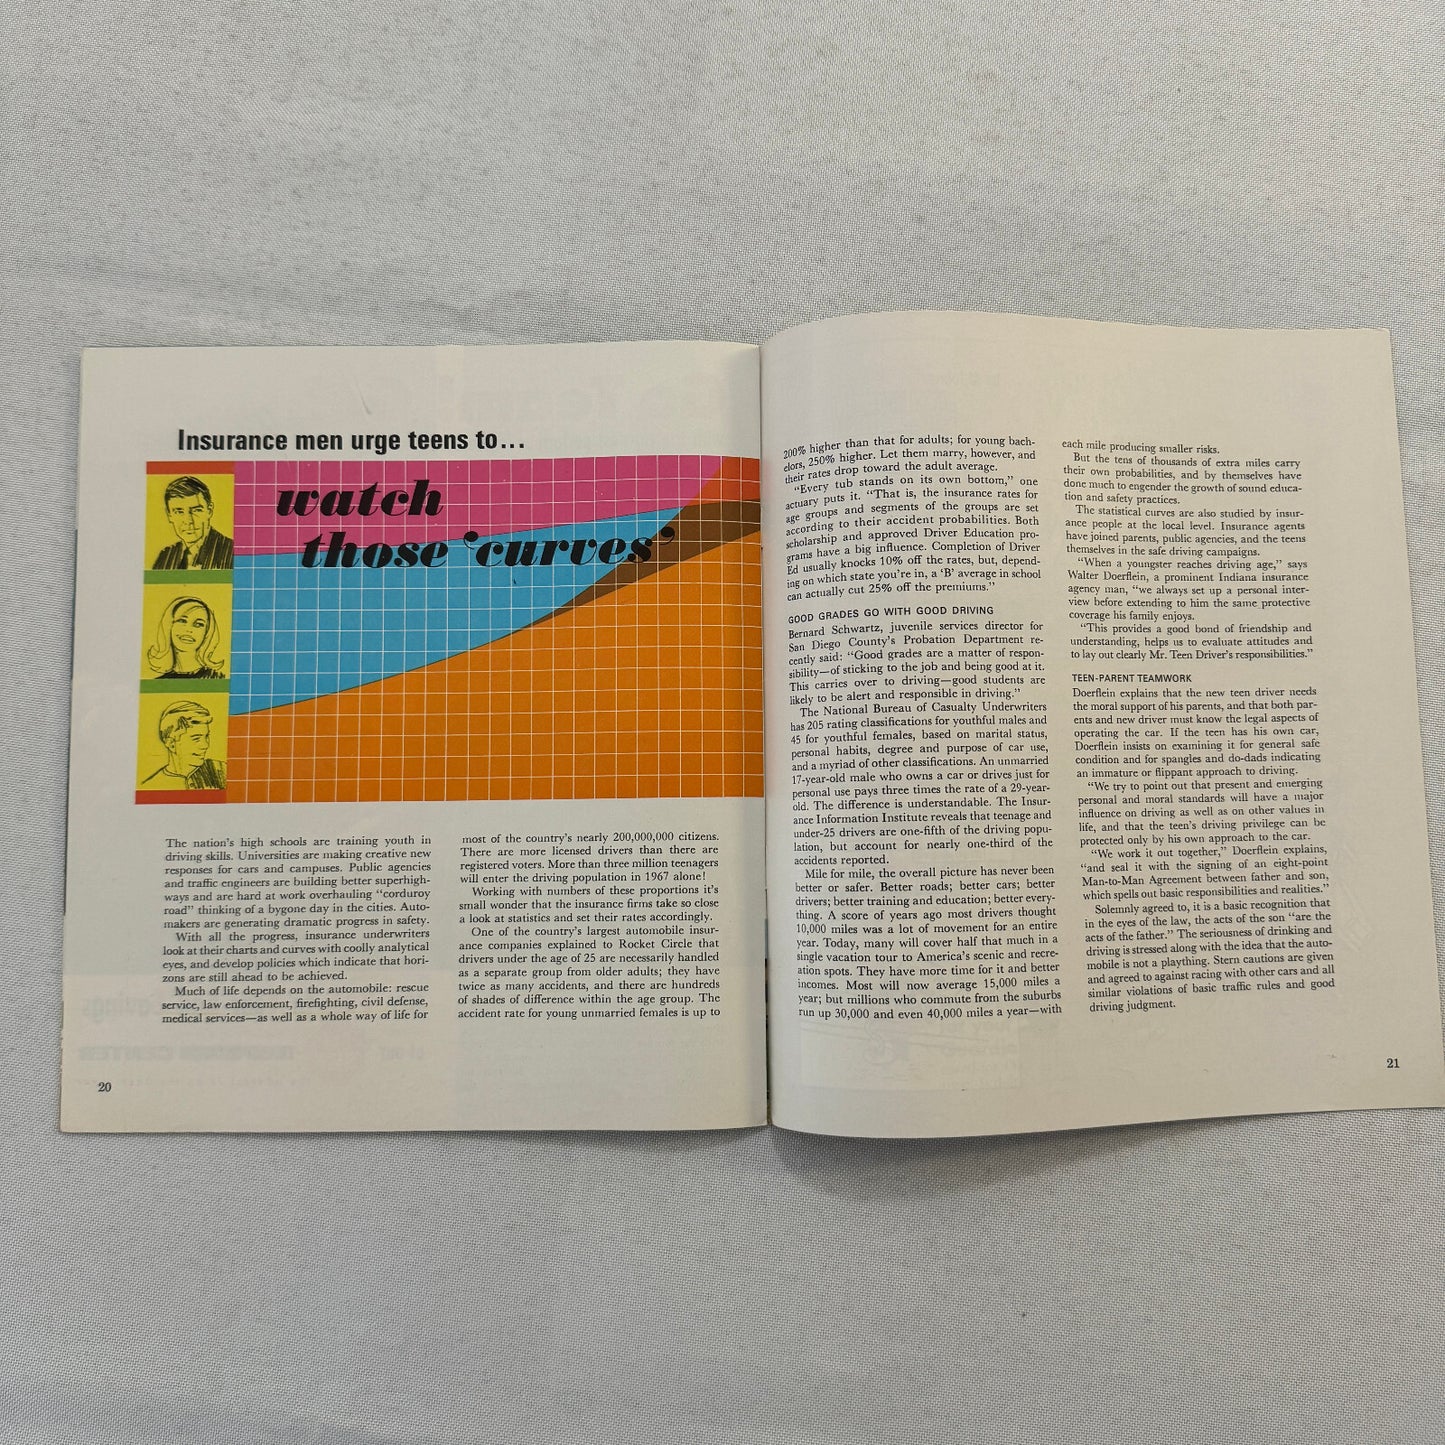 Insurance men urge teens to...
watch
those 'curves'
The nation's high schools are training youth in
driving skills. Universities are making creative new
responses for cars and campuses. Public agencies
and traffic engineers are building better superhigh-
ways and are hard at work overhauling "corduroy
road" thinking of a bygone day in the cities. Auto-
makers are generating dramatic progress in safety.
With all the progress, insurance underwriters
look at their charts and curves with coolly analytical
eyes, and develop policies which indicate that hori-
zons are still ahead to be achieved.
Much of life depends on the automobile: rescue
service, law enforcement, firefighting, civil defense,
medical services—as well as a whole way of life for
most of the country's nearly 200,000,000 citizens.
There are more licensed drivers than there are
registered voters. More than three million teenagers
will enter the driving population in 1967 alone!
Working with numbers of these proportions it's
small wonder that the insurance firms take so close
a look at statistics and set their rates accordingly.
One of the country's largest automobile insur-
ance companies explained to Rocket Circle that
drivers under the age of 25 are necessarily handled
as a separate group from older adults; they have
twice as many accidents, and there are hundreds
of shades of difference within the age group. The
accident rate for young unmarried females is up to
20
200% higher than that for adults; for young bach-
elors, 250% higher. Let them marry, however, and
their rates drop toward the adult average.
"Every tub stands on its own bottom," one
actuary puts it. "That is, the insurance rates for
age groups and segments of the groups are set
according to their accident probabilities. Both
scholarship and approved Driver Education pro-
grams have a big influence. Completion of Driver
Ed usually knocks 10% off the rates, but, depend-
ing on which state you're in, a 'B' average in school
can actually cut 25% off the premiums."
GOOD GRADES GO WITH GOOD DRIVING
Bernard Schwartz, juvenile services director for
San Diego County's Probation Department re-
cently said: "Good grades are a matter of respon-
sibility—of sticking to the job and being good at it.
This carries over to driving—good students are
likely to be alert and responsible in driving."
The National Bureau of Casualty Underwriters
has 205 rating classifications for youthful males and
45 for youthful females, based on marital status,
personal habits, degree and purpose of car use,
and a myriad of other classifications. An unmarried
17-year-old male who owns a car or drives just for
personal use pays three times the rate of a 29-year-
old. The difference is understandable. The Insur-
ance Information Institute reveals that teenage and
under-25 drivers are one-fifth of the driving popu-
lation, but account for nearly one-third of the
accidents reported.
Mile for mile, the overall picture has never been
better or safer. Better roads; better cars; better
drivers; better training and education; better every-
thing. A score of years ago most drivers thought
10,000 miles was a lot of movement for an entire
year. Today, many will cover half that much in a
single vacation tour to America's scenic and recre-
ation spots. They have more time for it and better
incomes. Most will now average 15,000 miles a
year; but millions who commute from the suburbs
run up 30,000 and even 40,000 miles a year—with
each mile producing smaller risks.
But the tens of thousands of extra miles carry
their own probabilities, and by themselves have
done much to engender the growth of sound educa-
tion and safety practices.
The statistical curves are also studied by insur-
ance people at the local level. Insurance agents
have joined parents, public agencies, and the teens
themselves in the safe driving campaigns.
"When a youngster reaches driving age," says
Walter Doerflein, a prominent Indiana insurance
agency man, "we always set up a personal inter-
view before extending to him the same protective
coverage his family enjoys.
"This provides a good bond of friendship and
understanding, helps us to evaluate attitudes and
to lay out clearly Mr. Teen Driver's responsibilities."
TEEN-PARENT TEAMWORK
Doerflein explains that the new teen driver needs
the moral support of his parents, and that both par-
ents and new driver must know the legal aspects of
operating the car. If the teen has his own car,
Doerflein insists on examining it for general safe
condition and for spangles and do-dads indicating
an immature or flippant approach to driving.
"We try to point out that present and emerging
personal and moral standards will have a major
influence on driving as well as on other values in
life, and that the teen's driving privilege can be
protected only by his own approach to the car.
"We work it out together," Doerflein explains,
"and seal it with the signing of an eight-point
Man-to-Man Agreement between father and son,
which spells out basic responsibilities and realities."
Solemnly agreed to, it is a basic recognition that
in the eyes of the law, the acts of the son "are the
acts of the father." The seriousness of drinking and
driving is stressed along with the idea that the auto-
mobile is not a plaything. Stern cautions are given
and agreed to against racing with other cars and all
similar violations of basic traffic rules and good
driving judgment.
21